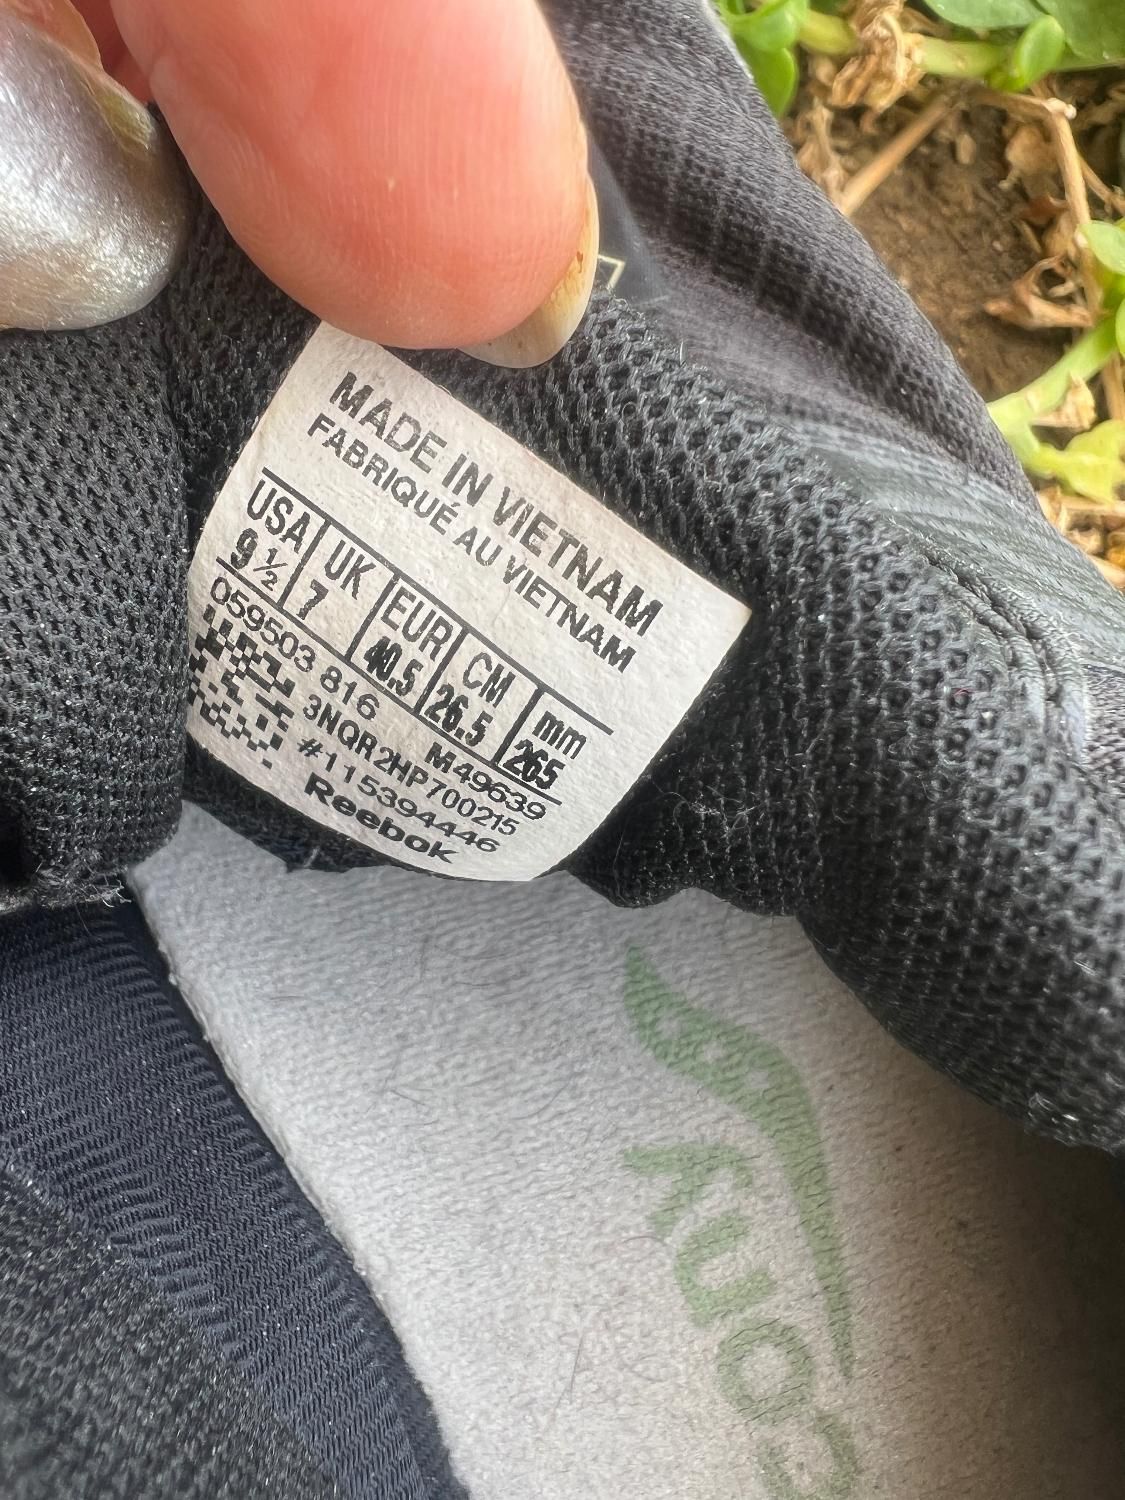 MADE IN VIETNAM
FABRIQUÉ AU VIETNAM
USA UK EUR CM mm
9 ½ 7 40.5 26.5 265
059503 816 M49639
3NQR2HP700215
#115394446
Reebok